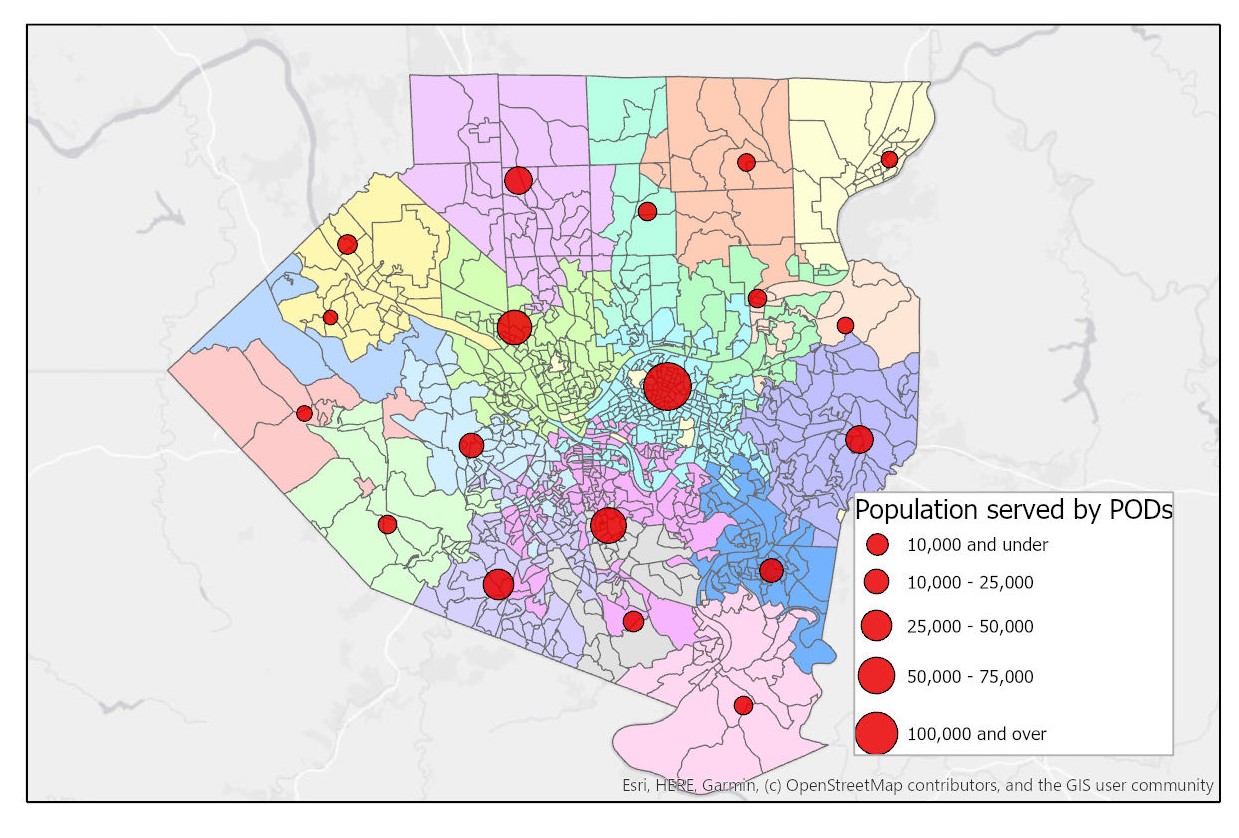 Population served by PODs
10,000 and under
10,000 - 25,000
25,000 - 50,000
50,000 - 75,000
100,000 and over
Esri, HERE, Garmin, (c) OpenStreetMap contributors, and the GIS user community